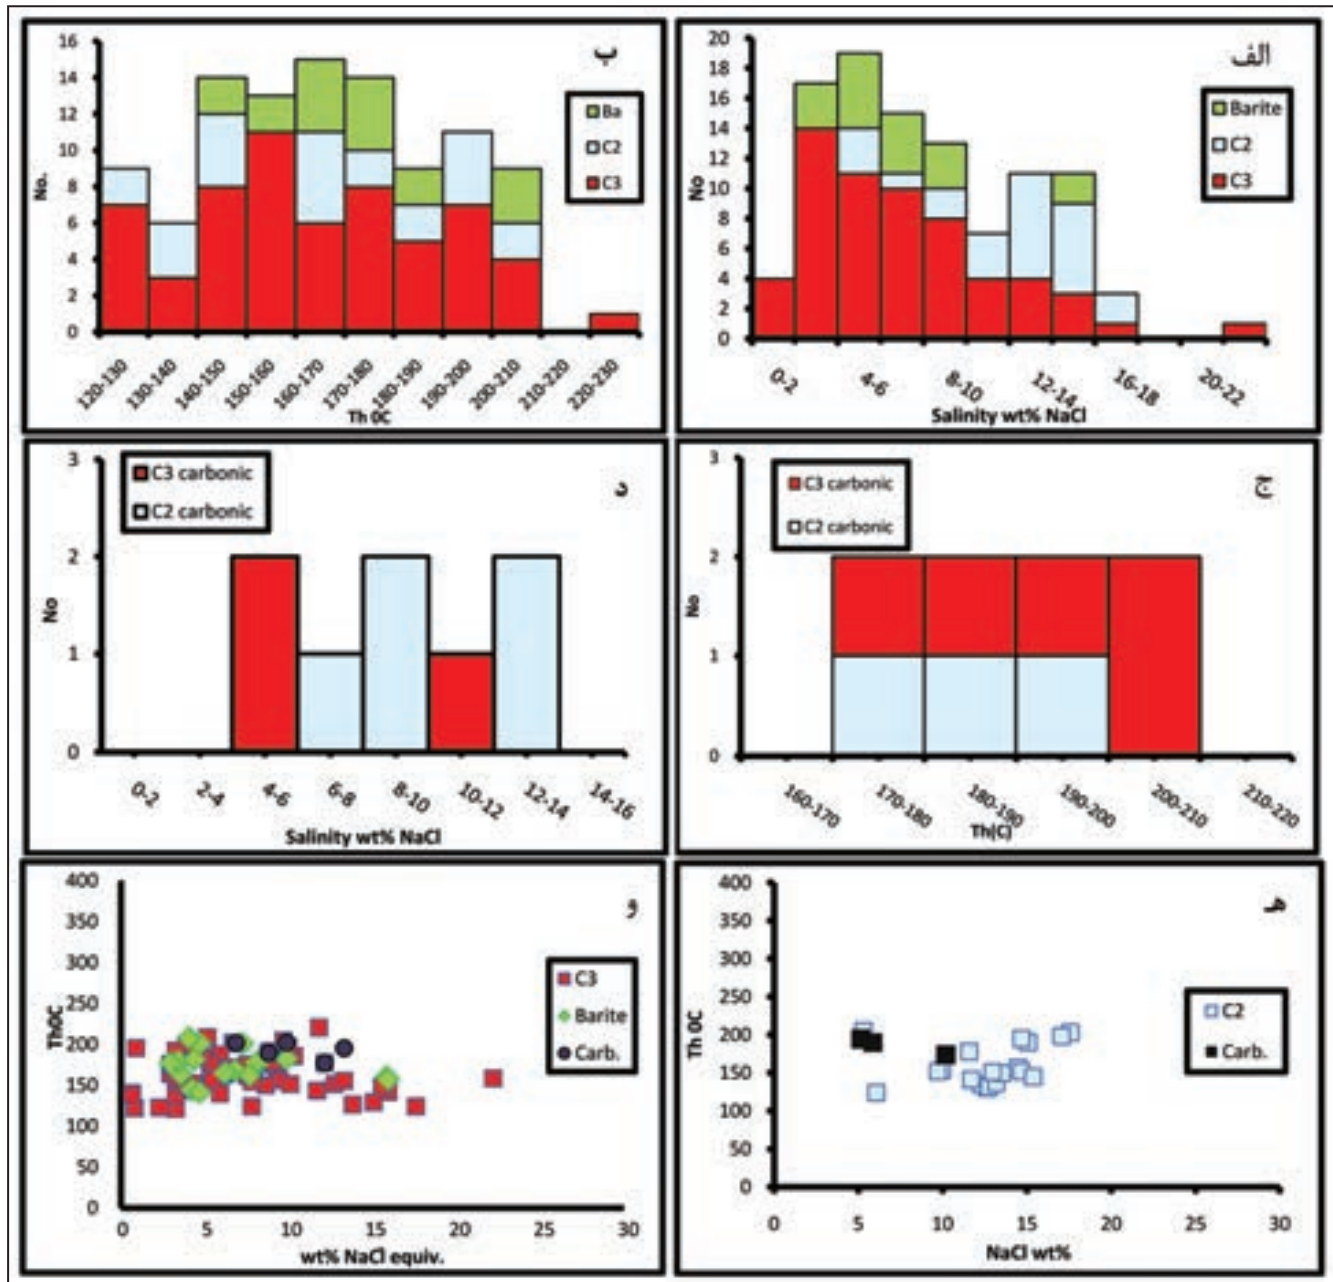 ب
No.
16
14
12
10
8
6
4
2
0
Ba
C2
C3
120-130
130-140
140-150
150-160
160-170
170-180
180-190
190-200
200-210
210-220
220-230
Th 0C
الف
No
20
18
16
14
12
10
8
6
4
2
0
Barite
C2
C3
0-2
4-6
8-10
12-14
16-18
20-22
Salinity wt% NaCl
د
No
3
2
1
0
C3 carbonic
C2 carbonic
0-2
2-4
4-6
6-8
8-10
10-12
12-14
14-16
Salinity wt% NaCl
ج
No
3
2
1
0
C3 carbonic
C2 carbonic
160-170
170-180
180-190
190-200
200-210
210-220
Th(C)
و
Th0C
400
350
300
250
200
150
100
50
0
C3
Barite
Carb.
0 5 10 15 20 25 30
wt% NaCl equiv.
هـ
Th 0C
400
350
300
250
200
150
100
50
0
C2
Carb.
0 5 10 15 20 25 30
NaCl wt%